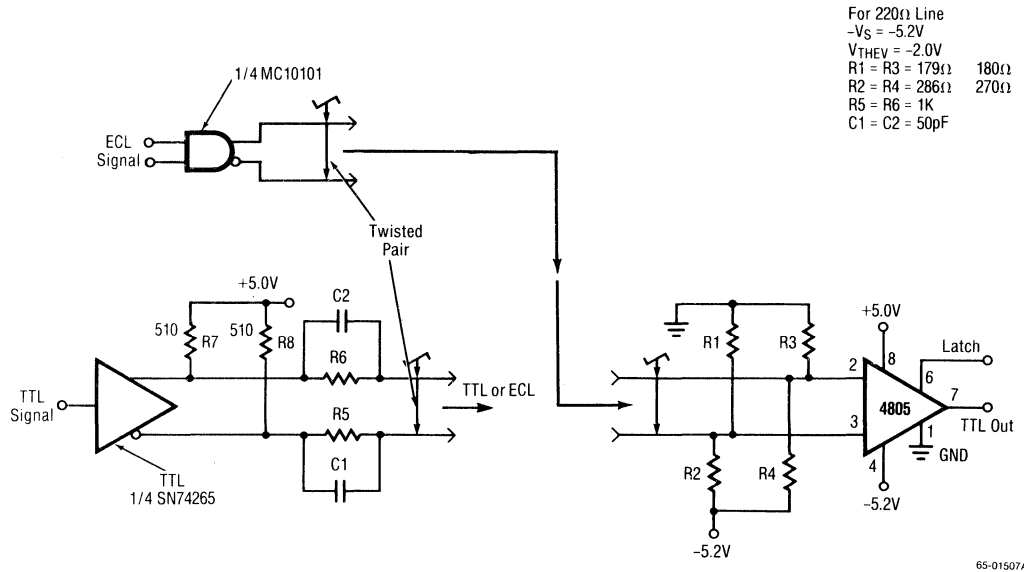 For 220Ω Line
–VS = –5.2V
VTHEV = –2.0V
R1 = R3 = 179Ω 180Ω
R2 = R4 = 286Ω 270Ω
R5 = R6 = 1K
C1 = C2 = 50pF
1/4 MC10101
ECL
Signal
Twisted
Pair
+5.0V
C2
510
R7
510
R8
R6
TTL
Signal
TTL or ECL
R5
C1
TTL
1/4 SN74265
R1
R3
+5.0V
8
Latch
2
6
4805
7
3
TTL Out
1
GND
R2
R4
4
–5.2V
–5.2V
65-01507A